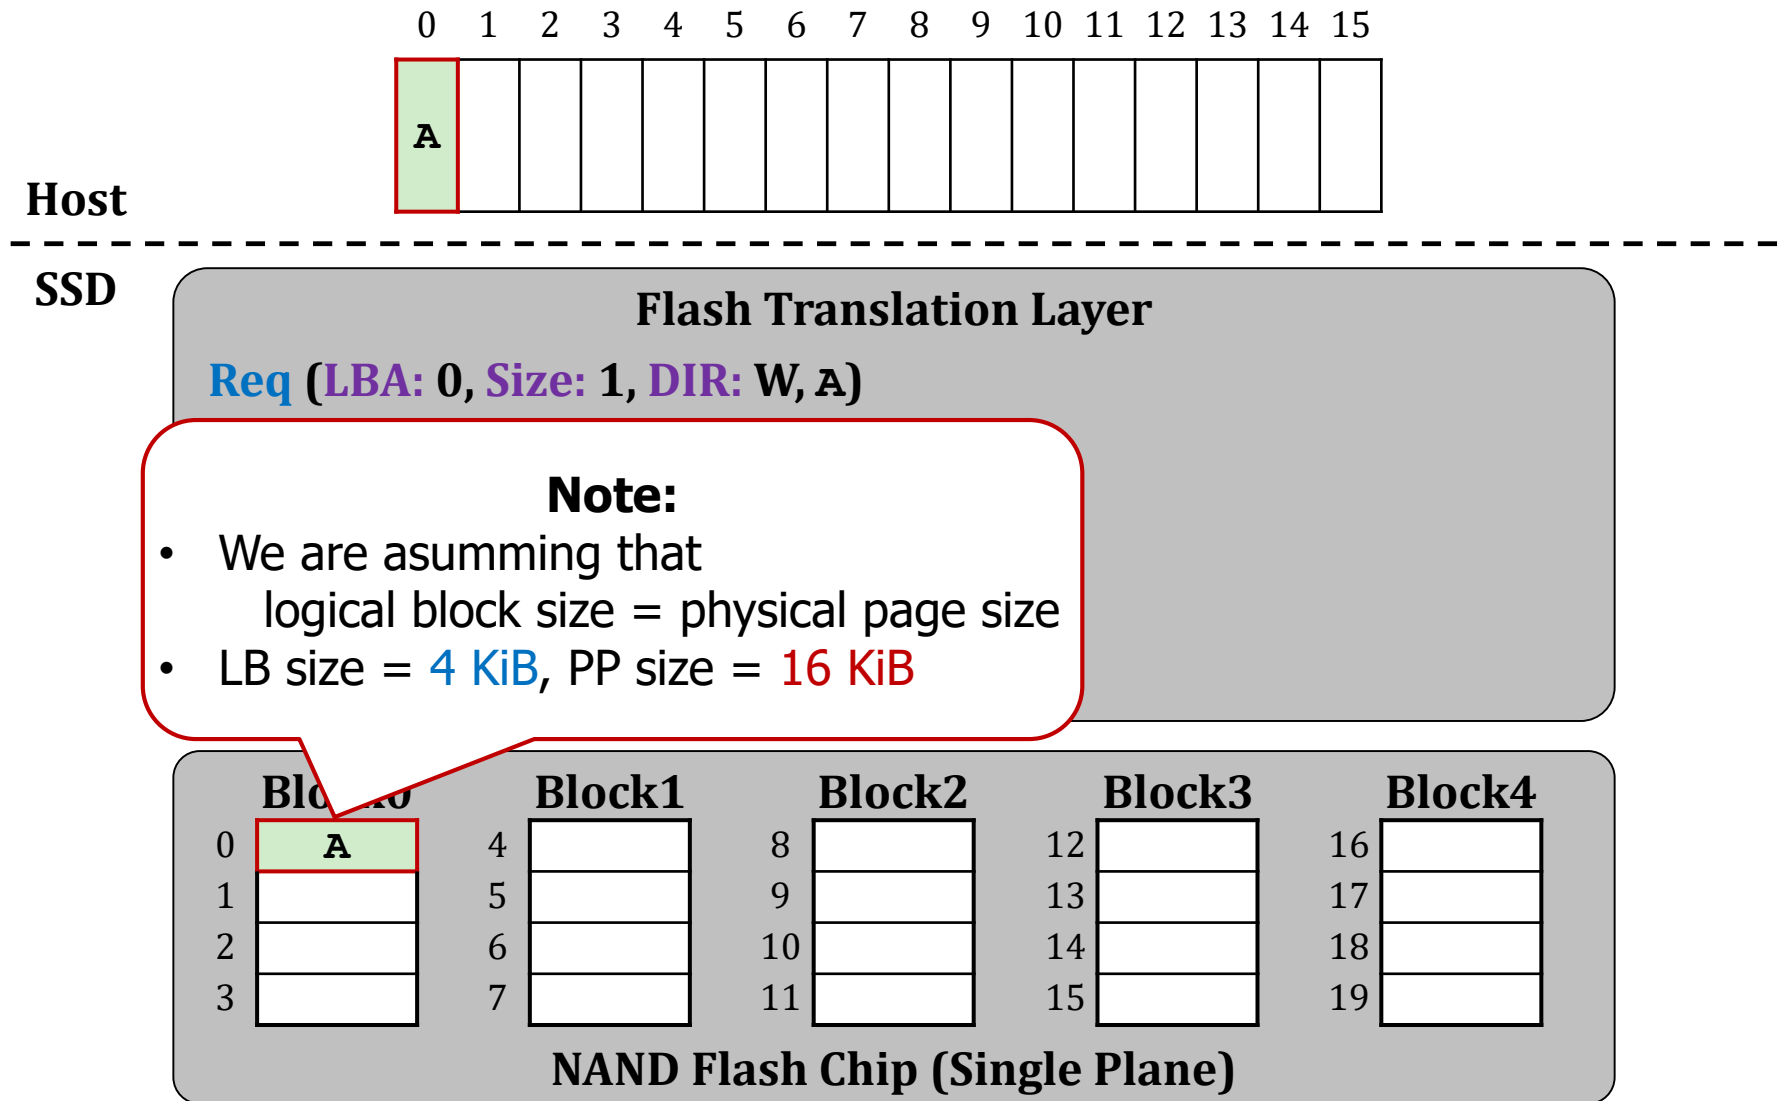 0 1 2 3 4 5 6 7 8 9 10 11 12 13 14 15
A
Host
SSD
Flash Translation Layer
Req (LBA: 0, Size: 1, DIR: W, A)
Note:
• We are asumming that
logical block size = physical page size
• LB size = 4 KiB, PP size = 16 KiB
Block0 Block1 Block2 Block3 Block4
0 A 4 8 12 16
1 5 9 13 17
2 6 10 14 18
3 7 11 15 19
NAND Flash Chip (Single Plane)